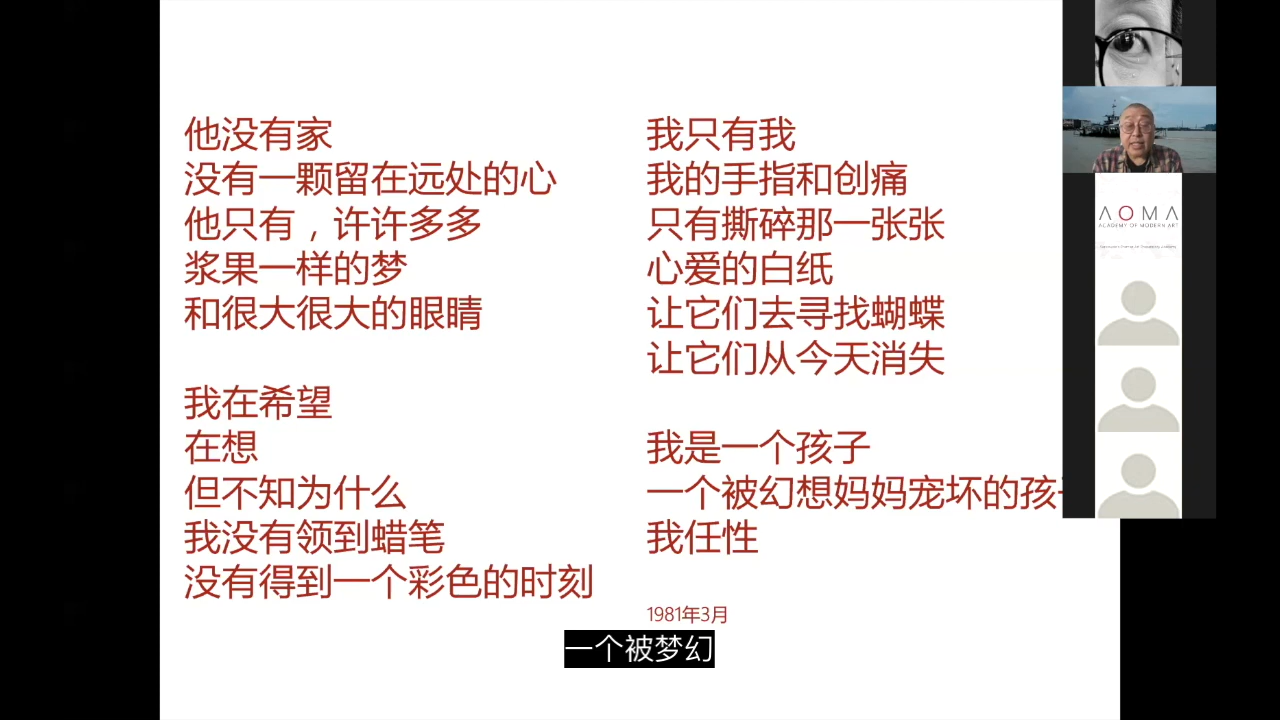 他没有家
没有一颗留在远处的心
他只有，许许多多
浆果一样的梦
和很大很大的眼睛
我在希望
在想
但不知为什么
我没有领到蜡笔
没有得到一个彩色的时刻
我只有我
我的手指和创痛
只有撕碎那一张张
心爱的白纸
让它们去寻找蝴蝶
让它们从今天消失
我是一个孩子
一个被幻想妈妈宠坏的孩
我任性
1981年3月
一个被梦幻
AOMA
ACADEMY OF MODERN ART